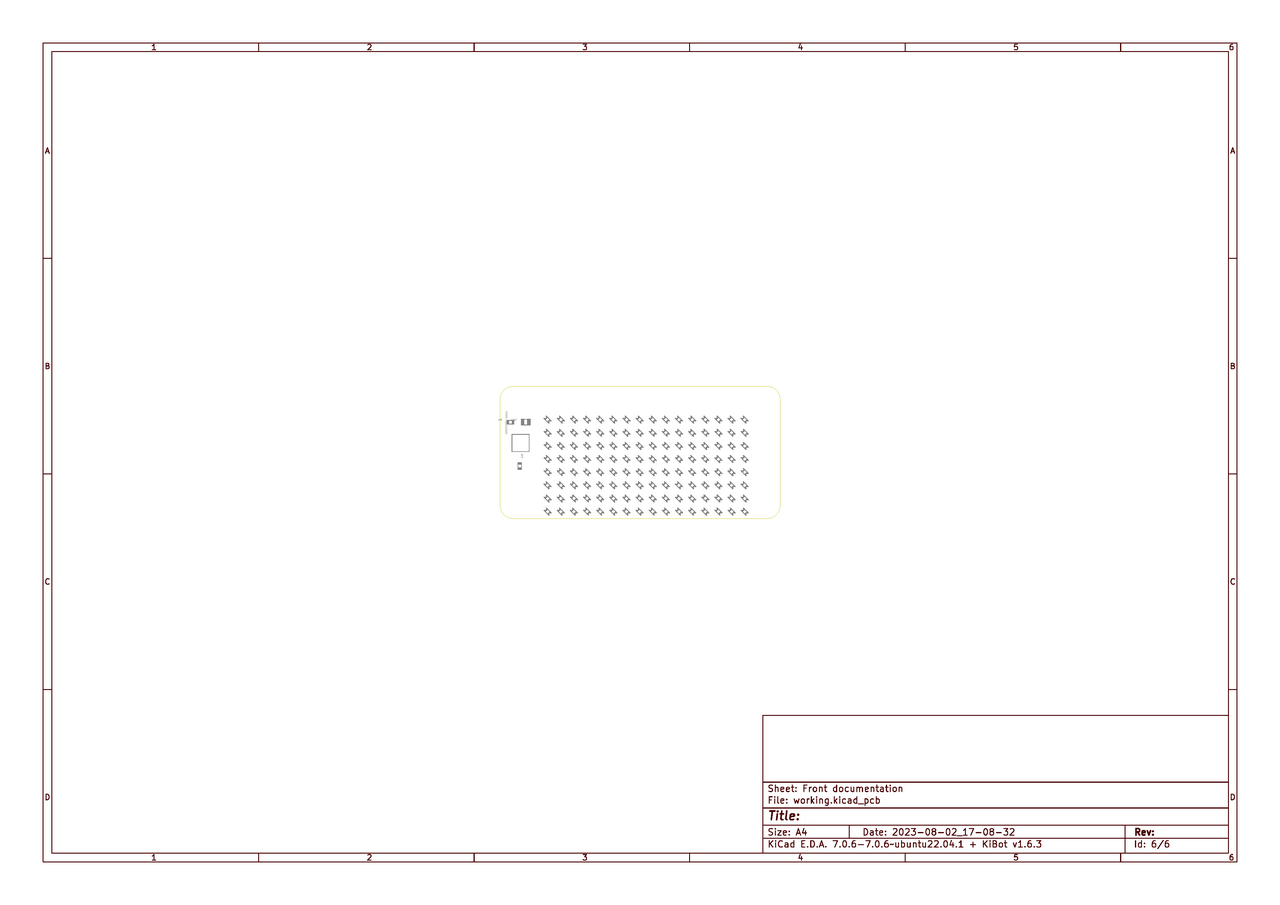 1 2 3 4 5 6
A A
B B
C C
D D
Sheet: Front documentation
File: working.kicad_pcb
Title:
Size: A4 Date: 2023-08-02_17-08-32 Rev:
KiCad E.D.A. 7.0.6-7.0.6~ubuntu22.04.1 + KiBot v1.6.3 Id: 6/6
1 2 3 4 5 6